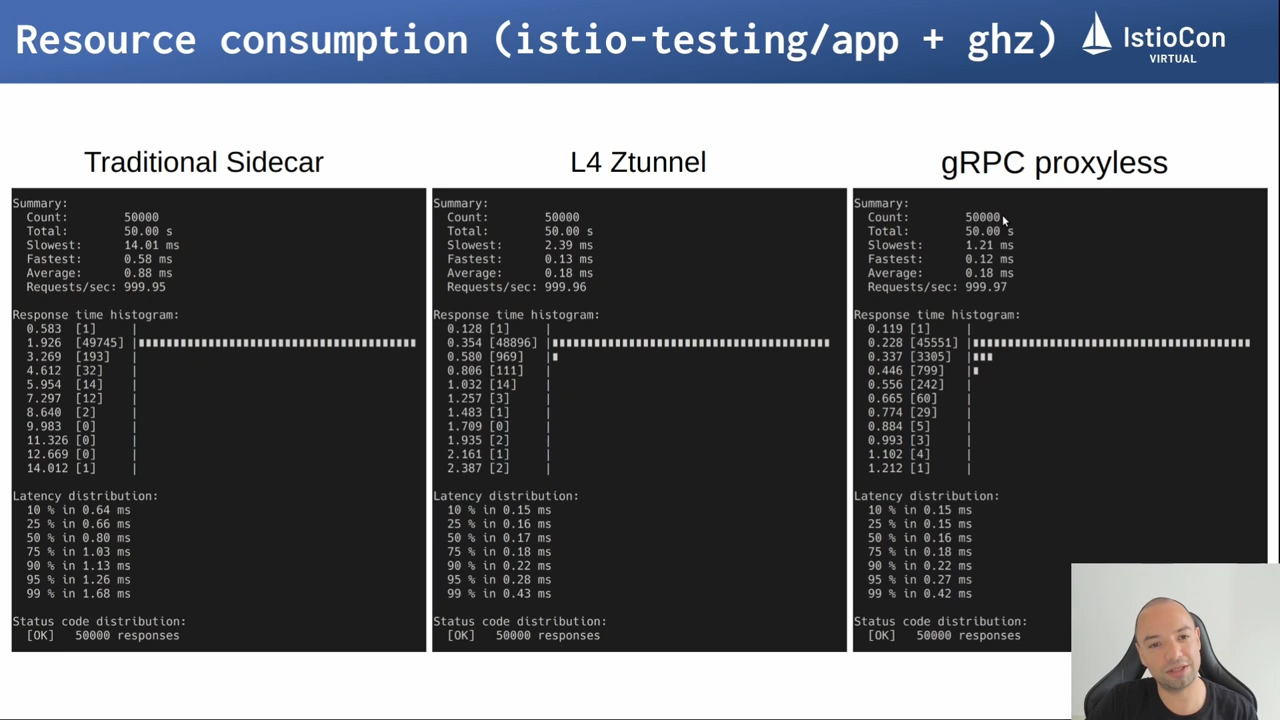 Resource consumption (istio-testing/app + ghz)
IstioCon
VIRTUAL
Traditional Sidecar
Summary:
Count: 50000
Total: 50.00 s
Slowest: 14.01 ms
Fastest: 0.58 ms
Average: 0.88 ms
Requests/sec: 999.95
Response time histogram:
0.583 [1] |
1.926 [49745] |
3.269 [193] |
4.612 [32] |
5.954 [14] |
7.297 [12] |
8.640 [2] |
9.983 [0] |
11.326 [0] |
12.669 [0] |
14.012 [1] |
Latency distribution:
10 % in 0.64 ms
25 % in 0.66 ms
50 % in 0.80 ms
75 % in 1.03 ms
90 % in 1.13 ms
95 % in 1.26 ms
99 % in 1.68 ms
Status code distribution:
[OK] 50000 responses
L4 Ztunnel
Summary:
Count: 50000
Total: 50.00 s
Slowest: 2.39 ms
Fastest: 0.13 ms
Average: 0.18 ms
Requests/sec: 999.96
Response time histogram:
0.128 [1] |
0.354 [48896] |
0.580 [969] |
0.806 [111] |
1.032 [14] |
1.257 [3] |
1.483 [1] |
1.709 [0] |
1.935 [2] |
2.161 [1] |
2.387 [2] |
Latency distribution:
10 % in 0.15 ms
25 % in 0.16 ms
50 % in 0.17 ms
75 % in 0.18 ms
90 % in 0.22 ms
95 % in 0.28 ms
99 % in 0.43 ms
Status code distribution:
[OK] 50000 responses
gRPC proxyless
Summary:
Count: 50000
Total: 50.00 s
Slowest: 1.21 ms
Fastest: 0.12 ms
Average: 0.18 ms
Requests/sec: 999.97
Response time histogram:
0.119 [1] |
0.228 [45551] |
0.337 [3305] |
0.446 [799] |
0.556 [242] |
0.665 [60] |
0.774 [29] |
0.884 [5] |
0.993 [3] |
1.102 [4] |
1.212 [1] |
Latency distribution:
10 % in 0.15 ms
25 % in 0.15 ms
50 % in 0.16 ms
75 % in 0.18 ms
90 % in 0.22 ms
95 % in 0.27 ms
99 % in 0.42 ms
Status code distribution:
[OK] 50000 responses